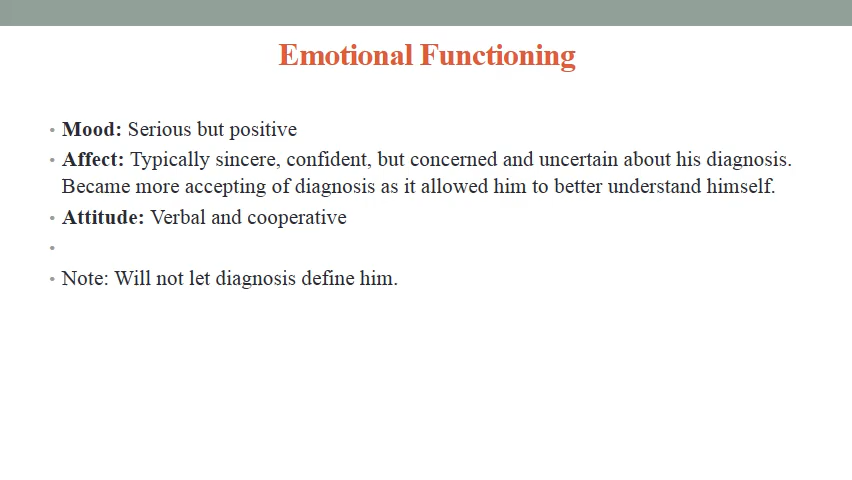 Emotional Functioning
• Mood: Serious but positive
• Affect: Typically sincere, confident, but concerned and uncertain about his diagnosis.
Became more accepting of diagnosis as it allowed him to better understand himself.
• Attitude: Verbal and cooperative
•
• Note: Will not let diagnosis define him.